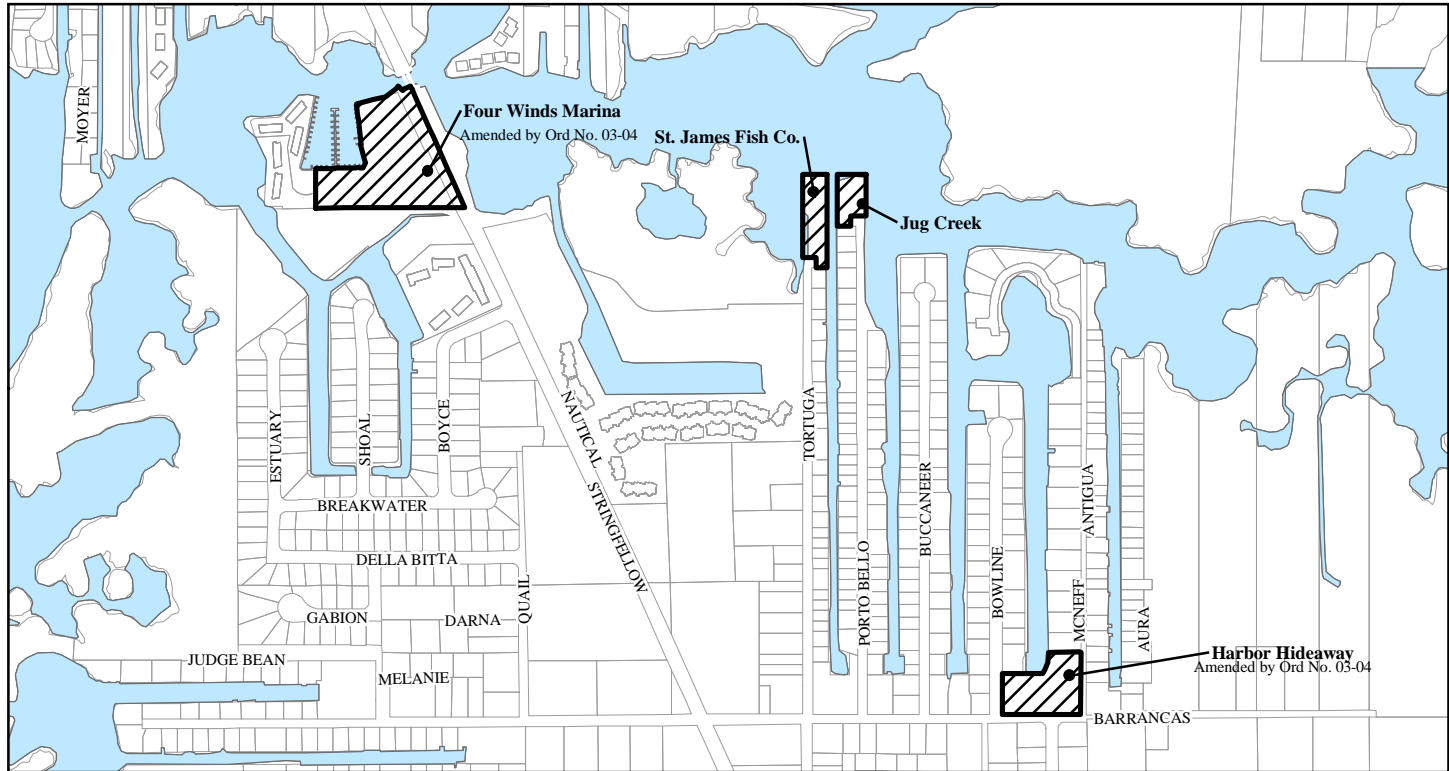 MOYER
Four Winds Marina
Amended by Ord No. 03-04
St. James Fish Co.
Jug Creek
ESTUARY
SHOAL
BOYCE
NAUTICAL
STRINGFELLOW
TORTUGA
BUCCANEER
ANTIGUA
BREAKWATER
DELLA BITTA
PORTO BELLO
BOWLINE
QUAIL
GABION
DARNA
MCNEFF
AURA
JUDGE BEAN
MELANIE
Harbor Hideaway
Amended by Ord No. 03-04
BARRANCAS